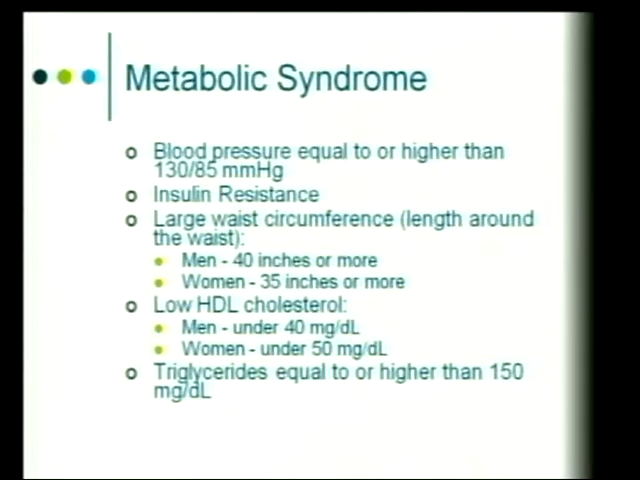 Metabolic Syndrome
Blood pressure equal to or higher than
130/85 mmHg
Insulin Resistance
Large waist circumference (length around
the waist):
Men - 40 inches or more
Women - 35 inches or more
Low HDL cholesterol:
Men - under 40 mg/dL
Women - under 50 mg/dL
Triglycerides equal to or higher than 150
mg/dL